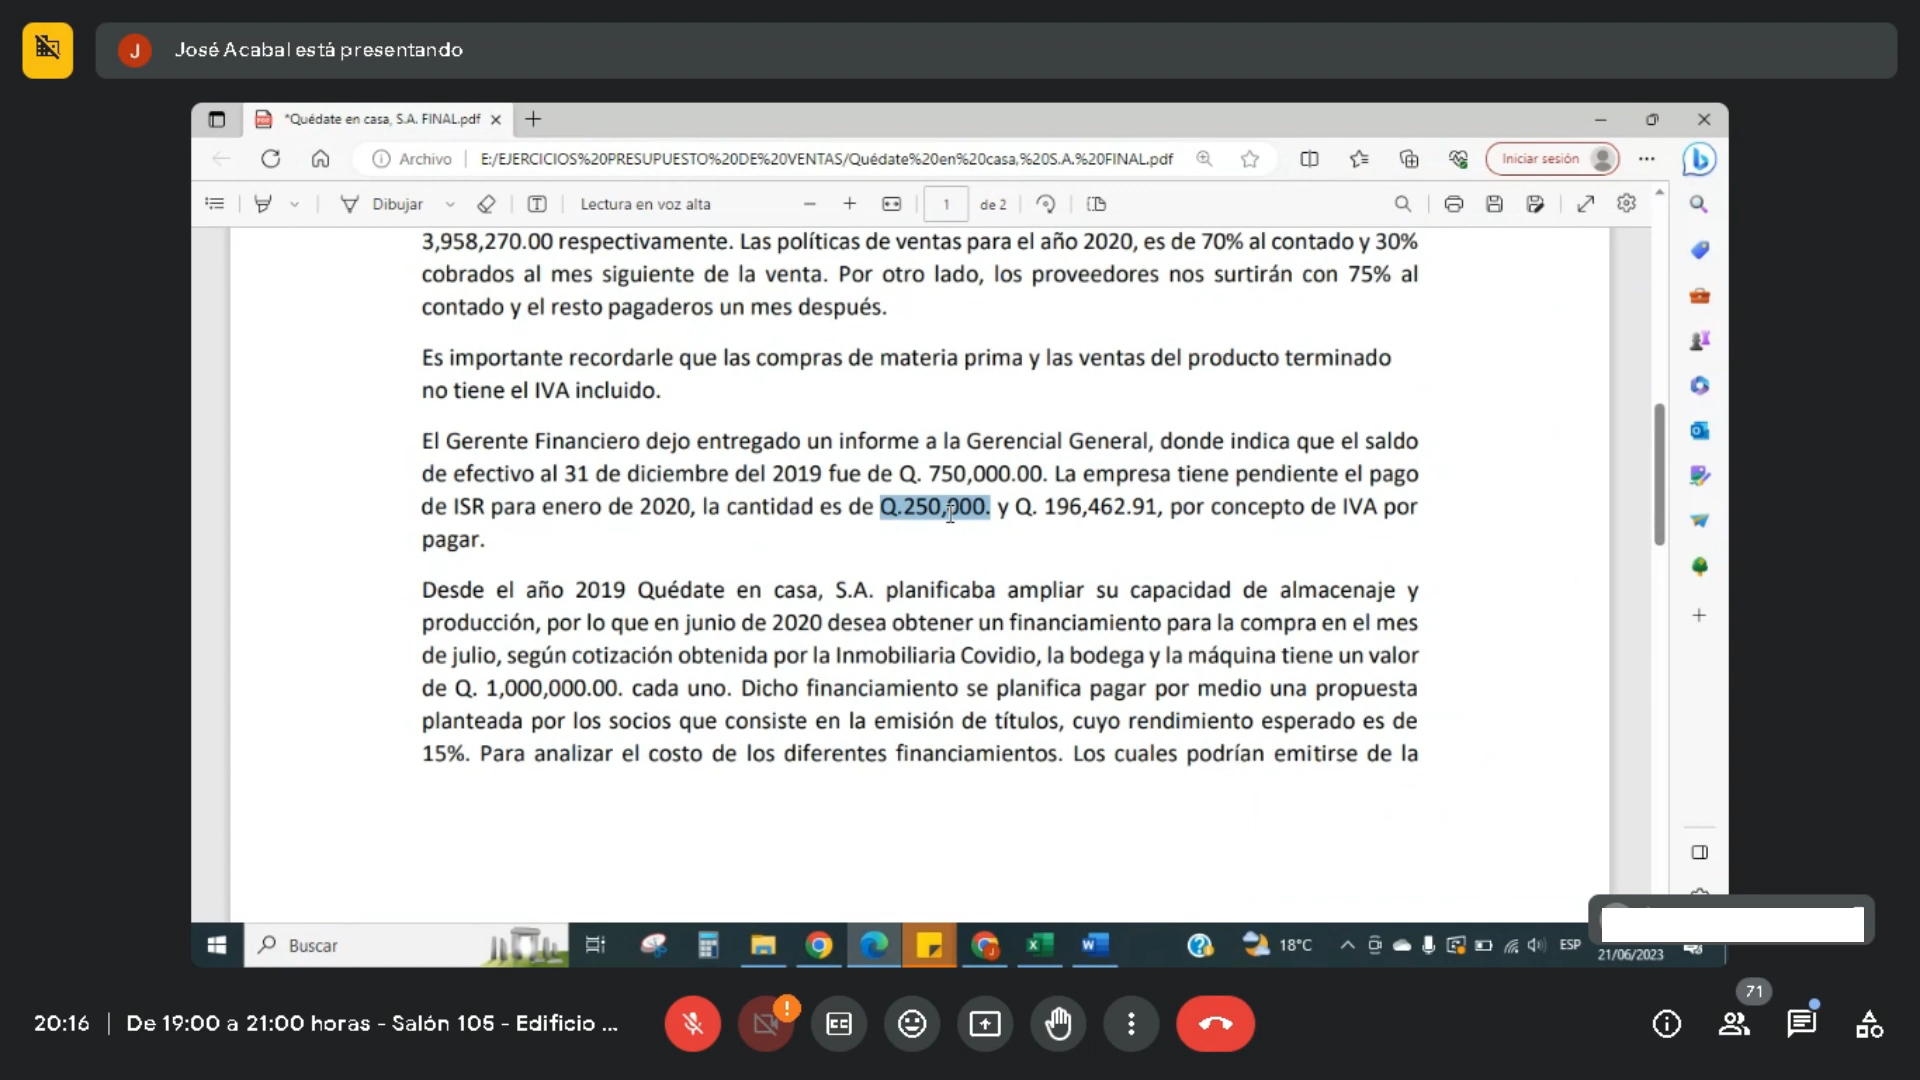 J José Acabal está presentando
*Quédate en casa, S.A. FINAL.pdf
Archivo E:/EJERCICIOS%20PRESUPUESTO%20DE%20VENTAS/Quédate%20en%20casa,%20S.A.%20FINAL.pdf Iniciar sesión
Dibujar Lectura en voz alta 1 de 2
3,958,270.00 respectivamente. Las políticas de ventas para el año 2020, es de 70% al contado y 30%
cobrados al mes siguiente de la venta. Por otro lado, los proveedores nos surtirán con 75% al
contado y el resto pagaderos un mes después.
Es importante recordarle que las compras de materia prima y las ventas del producto terminado
no tiene el IVA incluido.
El Gerente Financiero dejo entregado un informe a la Gerencial General, donde indica que el saldo
de efectivo al 31 de diciembre del 2019 fue de Q. 750,000.00. La empresa tiene pendiente el pago
de ISR para enero de 2020, la cantidad es de Q.250,000. y Q. 196,462.91, por concepto de IVA por
pagar.
Desde el año 2019 Quédate en casa, S.A. planificaba ampliar su capacidad de almacenaje y
producción, por lo que en junio de 2020 desea obtener un financiamiento para la compra en el mes
de julio, según cotización obtenida por la Inmobiliaria Covidio, la bodega y la máquina tiene un valor
de Q. 1,000,000.00. cada uno. Dicho financiamiento se planifica pagar por medio una propuesta
planteada por los socios que consiste en la emisión de títulos, cuyo rendimiento esperado es de
15%. Para analizar el costo de los diferentes financiamientos. Los cuales podrían emitirse de la
Buscar 18°C ESP
21/06/2023
71
20:16 | De 19:00 a 21:00 horas - Salón 105 - Edificio ...